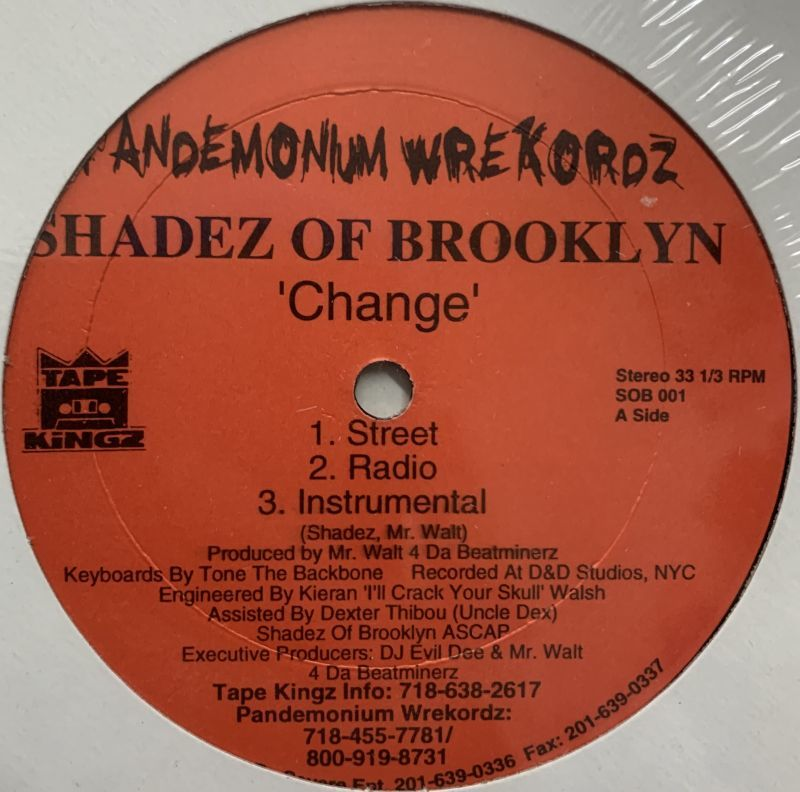 PANDEMONIUM WREKORDZ
SHADEZ OF BROOKLYN
'Change'
TAPE
KiNGZ
Stereo 33 1/3 RPM
SOB 001
A Side
1. Street
2. Radio
3. Instrumental
(Shadez, Mr. Walt)
Produced by Mr. Walt 4 Da Beatminerz
Keyboards By Tone The Backbone Recorded At D&D Studios, NYC
Engineered By Kieran 'I'll Crack Your Skull' Walsh
Assisted By Dexter Thibou (Uncle Dex)
Shadez Of Brooklyn ASCAP
Executive Producers: DJ Evil Dee & Mr. Walt
4 Da Beatminerz
Tape Kingz Info: 718-638-2617
Pandemonium Wrekordz:
718-455-7781/
800-919-8731
Ent. 201-639-0336 Fax: 201-639-0337